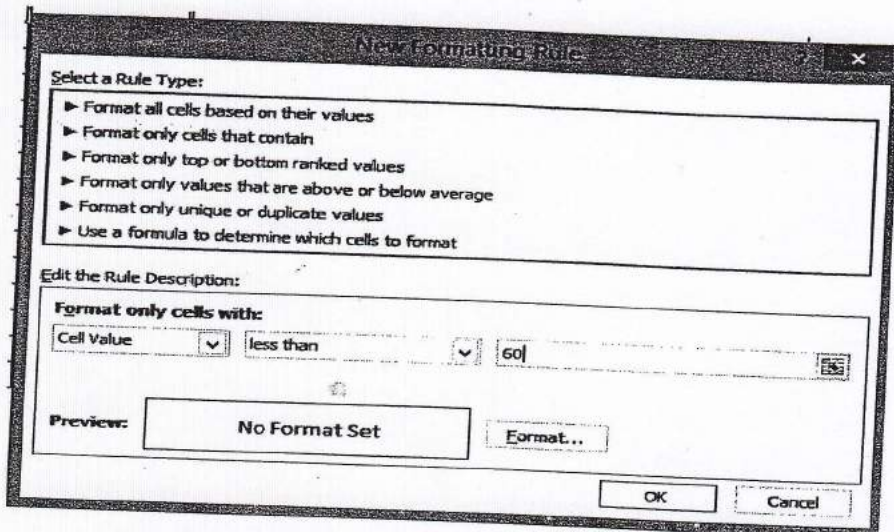 New Formatting Rule
? ×
Select a Rule Type:
► Format all cells based on their values
► Format only cells that contain
► Format only top or bottom ranked values
► Format only values that are above or below average
► Format only unique or duplicate values
► Use a formula to determine which cells to format
Edit the Rule Description:
Format only cells with:
Cell Value less than 60
Preview: No Format Set Format...
OK Cancel